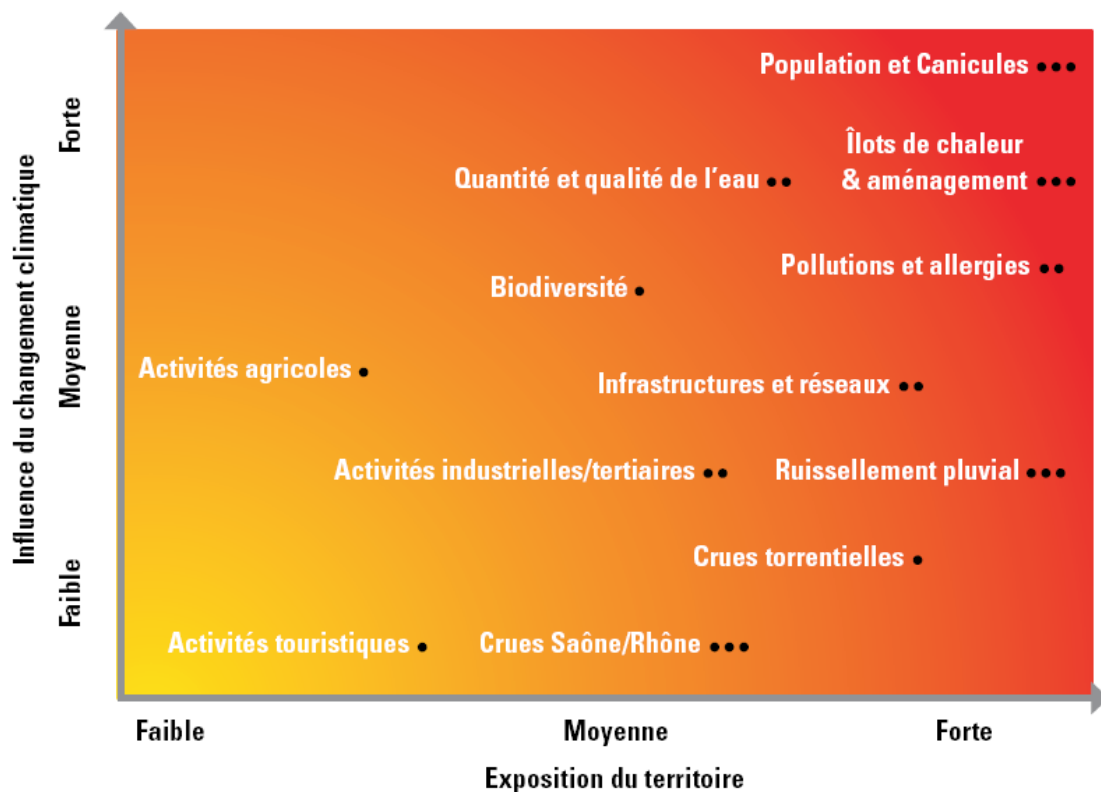 Influence du changement climatique
Forte
Moyenne
Faible
Population et Canicules •••
Îlots de chaleur
& aménagement •••
Quantité et qualité de l'eau ••
Pollutions et allergies ••
Biodiversité •
Activités agricoles •
Infrastructures et réseaux ••
Activités industrielles/tertiaires ••
Ruissellement pluvial •••
Crues torrentielles •
Activités touristiques •
Crues Saône/Rhône •••
Faible
Moyenne
Forte
Exposition du territoire